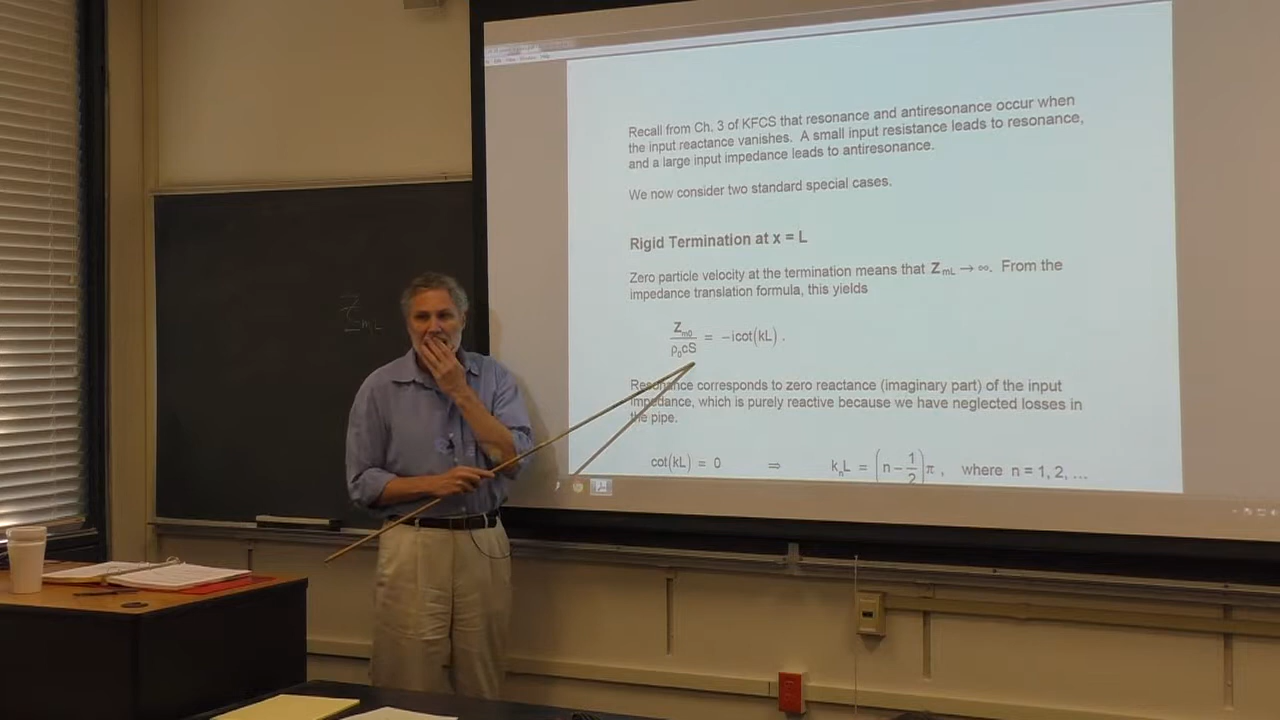 Recall from Ch. 3 of KFCS that resonance and antiresonance occur when
the input reactance vanishes. A small input resistance leads to resonance,
and a large input impedance leads to antiresonance.
We now consider two standard special cases.
Rigid Termination at x = L
Zero particle velocity at the termination means that Z_mL → ∞. From the
impedance translation formula, this yields
Z_m0 / ρ₀cS = −icot(kL) .
Resonance corresponds to zero reactance (imaginary part) of the input
impedance, which is purely reactive because we have neglected losses in
the pipe.
cot(kL) = 0 ⇒ k_nL = (n − 1/2)π , where n = 1, 2, ...
Z_mL